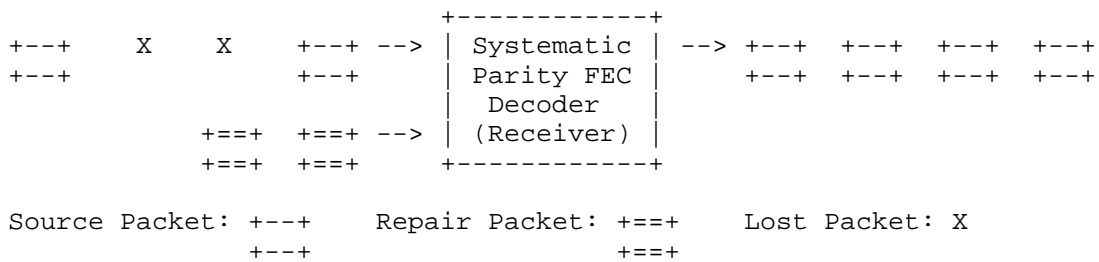 +------------+
+--+    X    X    +--+ -->  | Systematic | --> +--+  +--+  +--+  +--+
+--+              +--+      | Parity FEC |     +--+  +--+  +--+  +--+
                            |  Decoder   |
            +==+  +==+ -->  | (Receiver) |
            +==+  +==+      +------------+
Source Packet: +--+    Repair Packet: +==+    Lost Packet: X
               +--+                   +==+